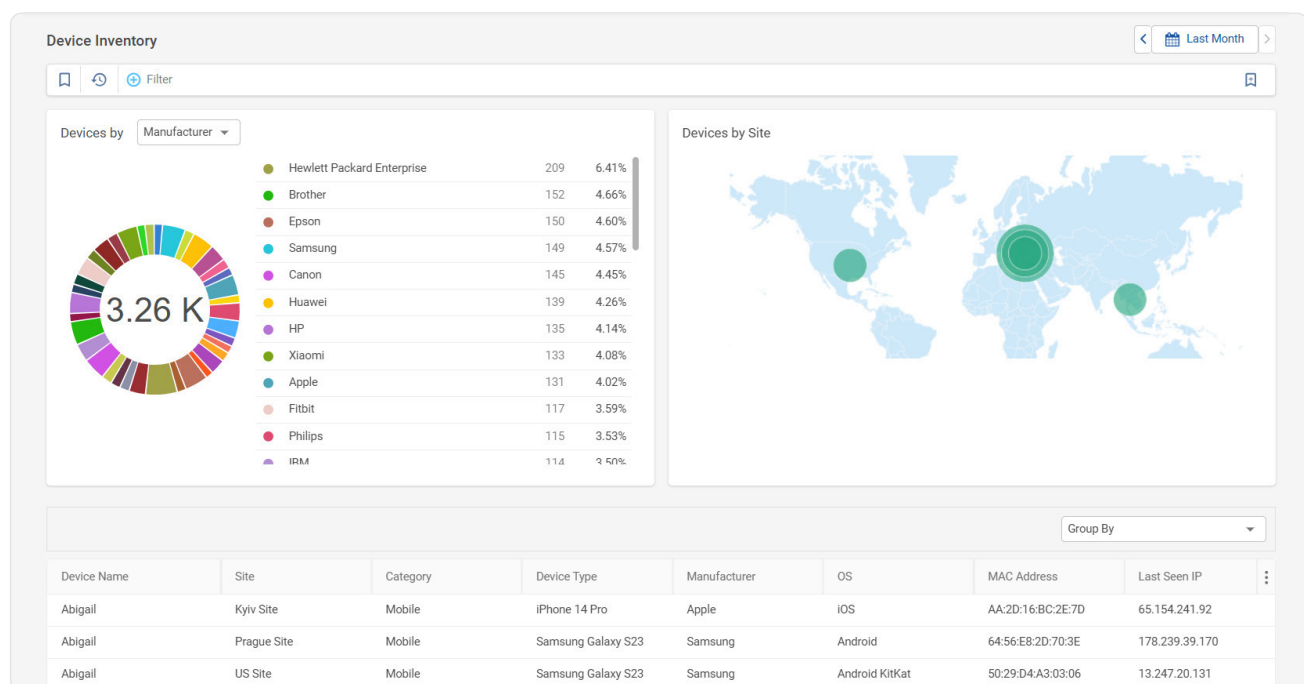 Device Inventory
Last Month
Filter
Devices by Manufacturer
Hewlett Packard Enterprise 209 6.41%
Brother 152 4.66%
Epson 150 4.60%
Samsung 149 4.57%
Canon 145 4.45%
Huawei 139 4.26%
HP 135 4.14%
Xiaomi 133 4.08%
Apple 131 4.02%
Fitbit 117 3.59%
Philips 115 3.53%
IBM 114 3.50%
3.26 K
Devices by Site
Group By
Device Name Site Category Device Type Manufacturer OS MAC Address Last Seen IP
Abigail Kyiv Site Mobile iPhone 14 Pro Apple iOS AA:2D:16:BC:2E:7D 65.154.241.92
Abigail Prague Site Mobile Samsung Galaxy S23 Samsung Android 64:56:E8:2D:70:3E 178.239.39.170
Abigail US Site Mobile Samsung Galaxy S23 Samsung Android KitKat 50:29:D4:A3:03:06 13.247.20.131